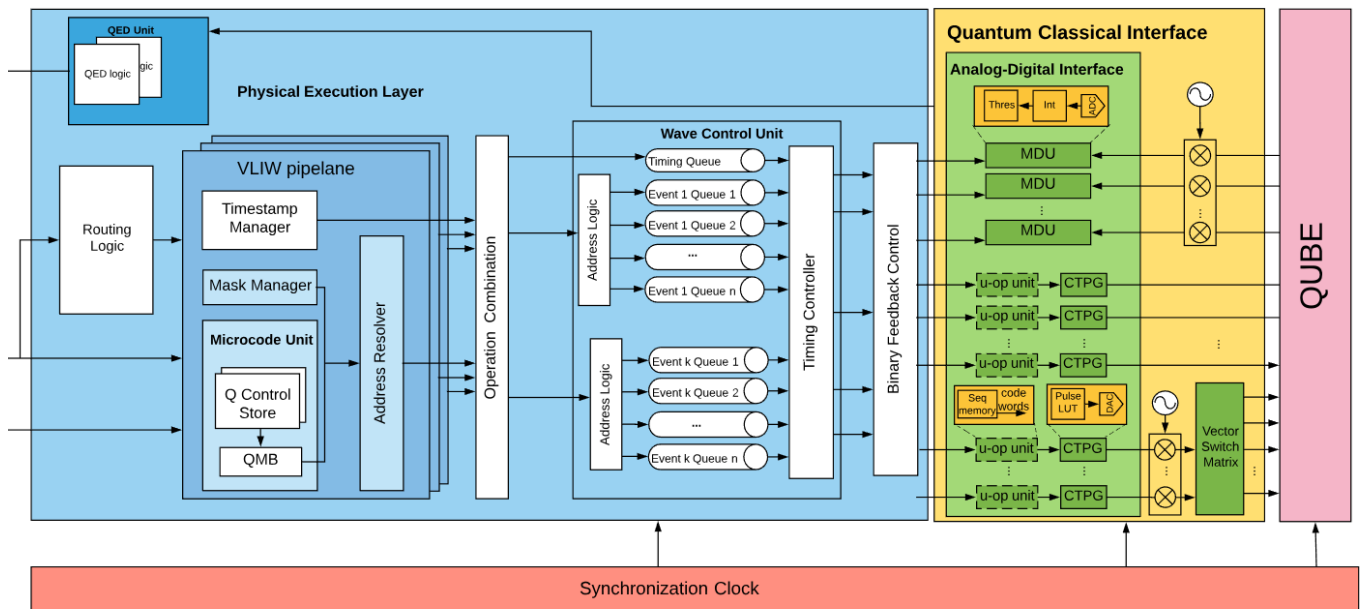 QED Unit
QED logic
gic
Physical Execution Layer
Routing
Logic
VLIW pipelane
Timestamp
Manager
Mask Manager
Microcode Unit
Q Control
Store
QMB
Address Resolver
Operation Combination
Wave Control Unit
Address Logic
Timing Queue
Event 1 Queue 1
Event 1 Queue 2
...
Event 1 Queue n
Address Logic
Event k Queue 1
Event k Queue 2
...
Event k Queue n
Timing Controller
Binary Feedback Control
Quantum Classical Interface
Analog-Digital Interface
Thres
Int
ADC
MDU
MDU
...
MDU
u-op unit
CTPG
u-op unit
CTPG
...
...
u-op unit
CTPG
Seq
memory
code
words
Pulse
LUT
DAC
u-op unit
CTPG
...
...
u-op unit
CTPG
...
...
...
Vector
Switch
Matrix
...
...
QUBE
Synchronization Clock